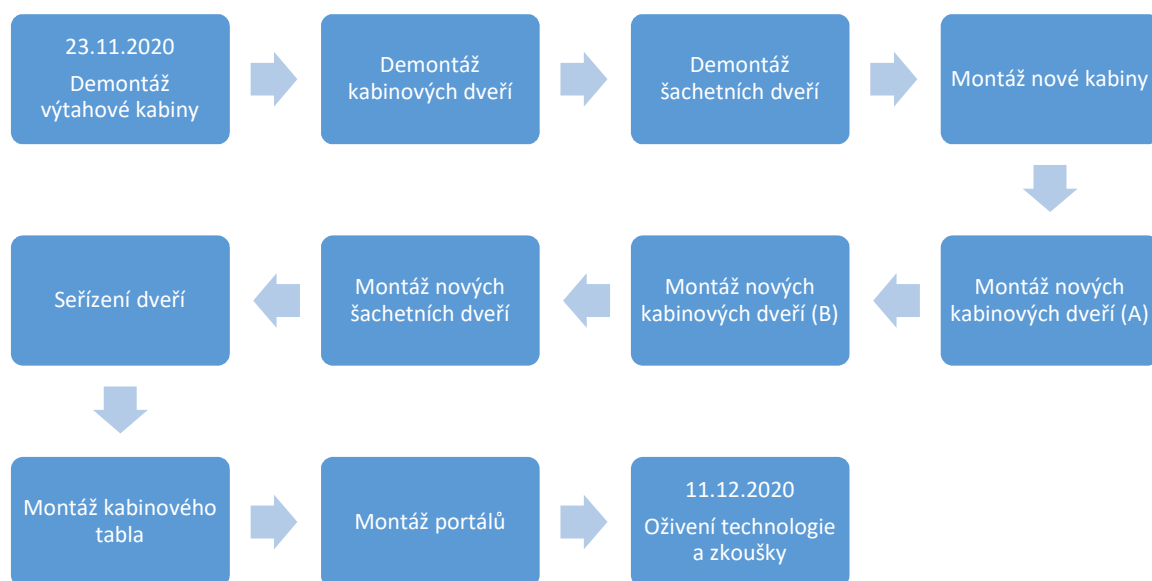 23.11.2020
Demontáž
výtahové kabiny
Demontáž
kabinových dveří
Demontáž
šachetních dveří
Montáž nové kabiny
Montáž nových
kabinových dveří (A)
Montáž nových
kabinových dveří (B)
Montáž nových
šachetních dveří
Seřízení dveří
Montáž kabinového
tabla
Montáž portálů
11.12.2020
Oživení technologie
a zkoušky